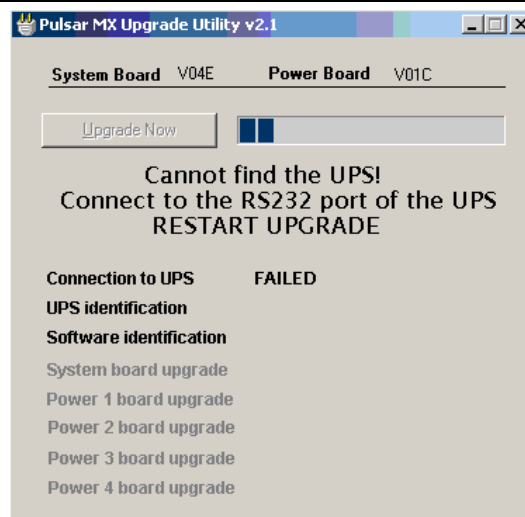 Pulsar MX Upgrade Utility v2.1
System Board V04E Power Board V01C
Upgrade Now
Cannot find the UPS!
Connect to the RS232 port of the UPS
RESTART UPGRADE
Connection to UPS FAILED
UPS identification
Software identification
System board upgrade
Power 1 board upgrade
Power 2 board upgrade
Power 3 board upgrade
Power 4 board upgrade